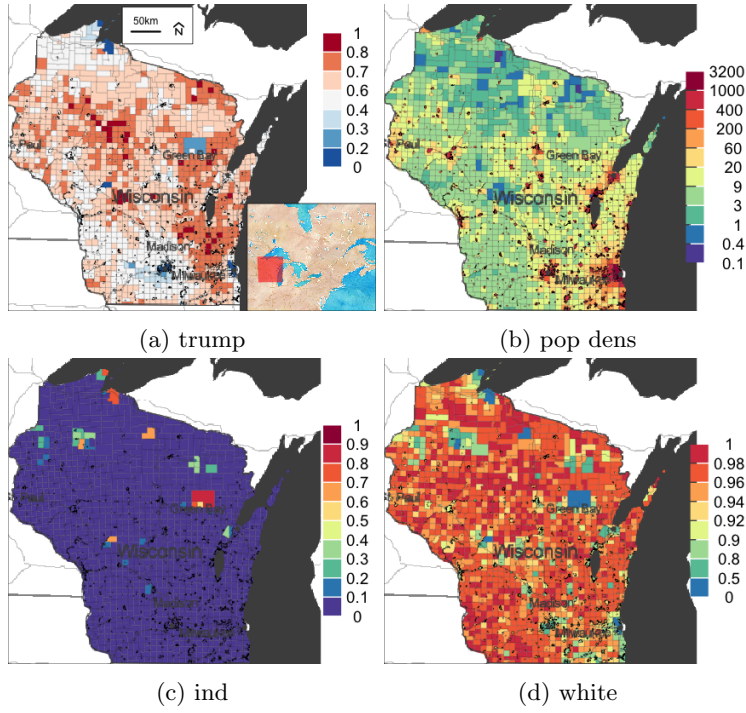 50km
N
1
0.8
0.7
0.6
0.4
0.3
0.2
0
Paul
Green Bay
Wisconsin
Madison
Milwaukee
(a) trump
3200
1000
400
200
60
20
9
3
1
0.4
0.1
Paul
Green Bay
Wisconsin
Madison
Milwaukee
(b) pop dens
1
0.9
0.8
0.7
0.6
0.5
0.4
0.3
0.2
0.1
0
Paul
Green Bay
Wisconsin
Madison
Milwaukee
(c) ind
1
0.98
0.96
0.94
0.92
0.9
0.8
0.5
0
Paul
Green Bay
Wisconsin
Madison
Milwaukee
(d) white